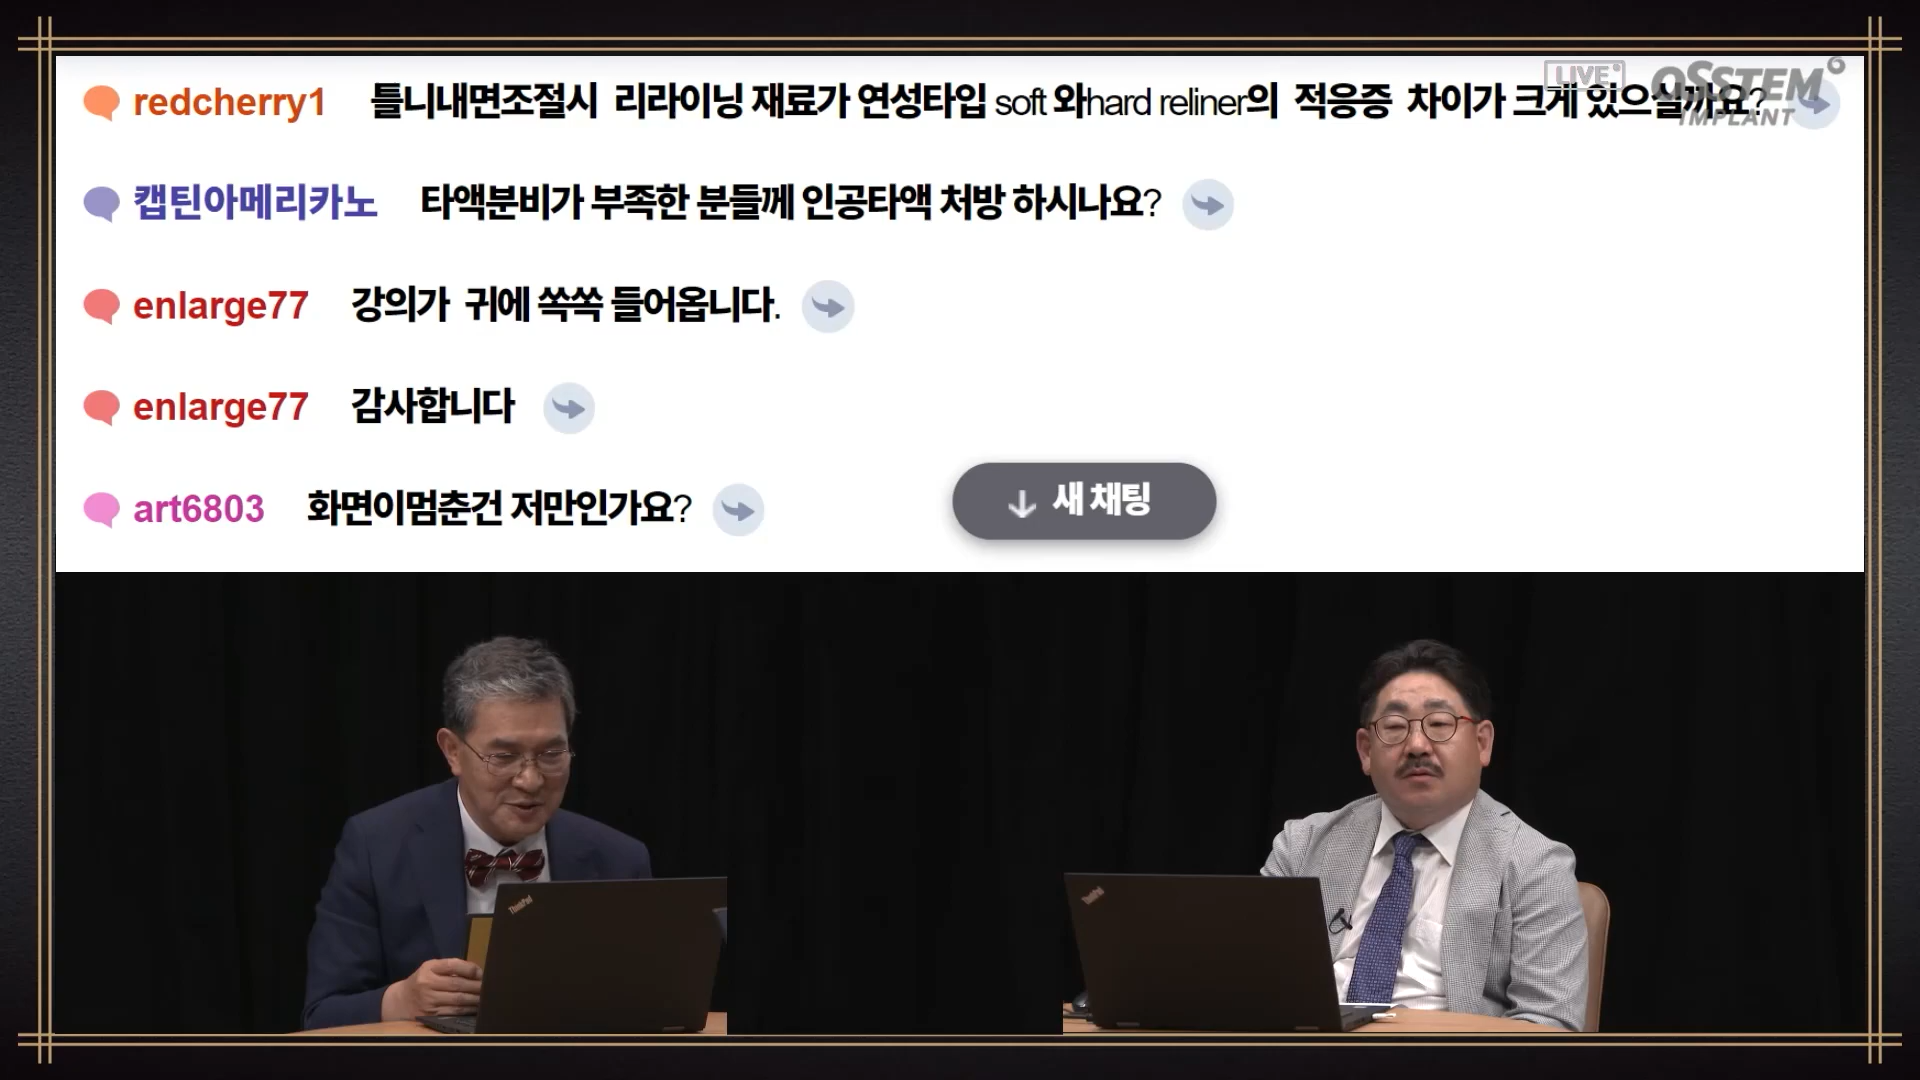 redcherry1 틀니내면조절시 리라이닝 재료가 연성타입 soft 와hard reliner의 적응증 차이가 크게 있으실까요?
LIVE
OSSTEM
IMPLANT
캡틴아메리카노 타액분비가 부족한 분들께 인공타액 처방 하시나요?
enlarge77 강의가 귀에 쏙쏙 들어옵니다.
enlarge77 감사합니다
art6803 화면이멈춘건 저만인가요?
↓ 새 채팅
ThinkPad
ThinkPad